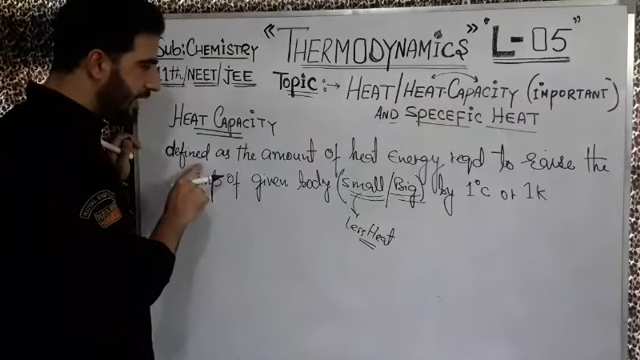 Sub: CHEMISTRY
11th/NEET/JEE
"THERMODYNAMICS" "L-05"
Topic:→ HEAT/HEAT CAPACITY (IMPORTANT)
AND SPECEFIC HEAT
HEAT CAPACITY
defined as the amount of heat energy reqd to raise the
of given body (small/Big) by 1°C or 1K
less Heat